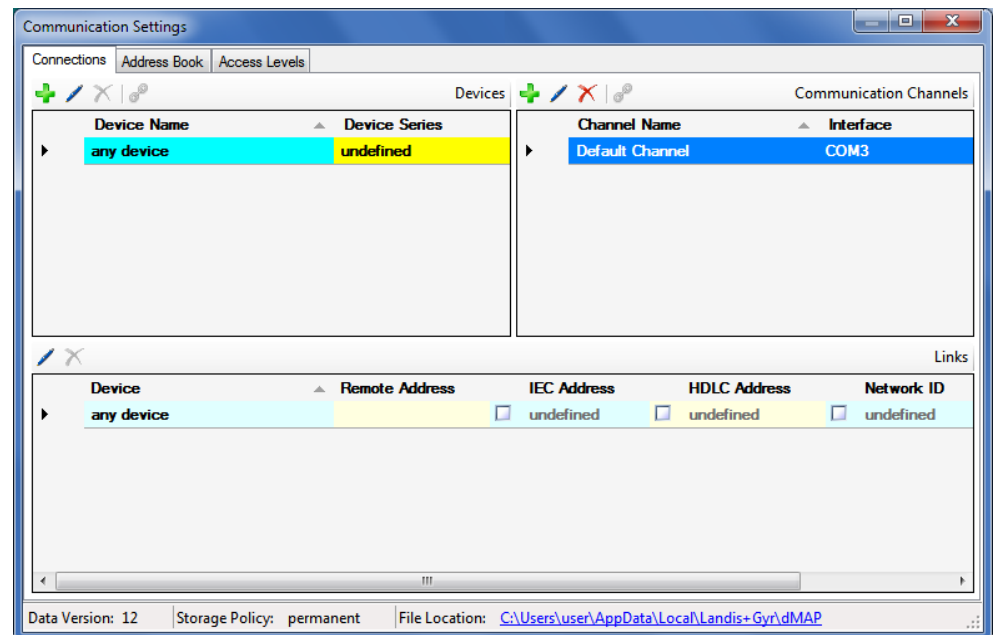 Communication Settings
Connections Address Book Access Levels
Devices
Communication Channels
Device Name Device Series
any device undefined
Channel Name Interface
Default Channel COM3
Links
Device Remote Address IEC Address HDLC Address Network ID
any device undefined undefined undefined
Data Version: 12 Storage Policy: permanent File Location: C:\Users\user\AppData\Local\Landis+Gyr\dMAP